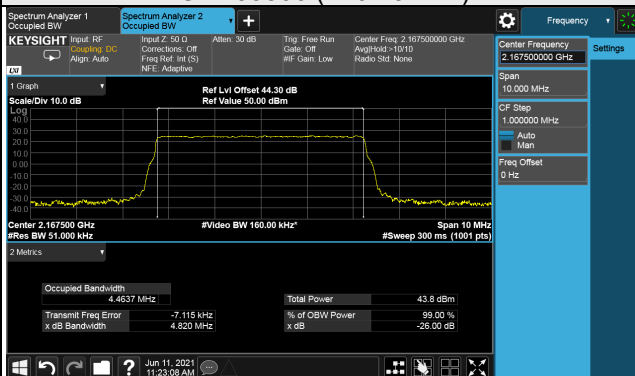 Spectrum Analyzer 1
Occupied BW
Spectrum Analyzer 2
Occupied BW
Frequency
KEYSIGHT
Input: RF
Coupling: DC
Align: Auto
Input Z: 50 Ω
Corrections: Off
Freq Ref: Int (S)
NFE: Adaptive
Atten: 30 dB
Trig: Free Run
Gate: Off
#IF Gain: Low
Center Freq: 2.167500000 GHz
Avg|Hold:>10/10
Radio Std: None
LXI
Center Frequency
2.167500000 GHz
Settings
Span
10.000 MHz
CF Step
1.000000 MHz
Auto
Man
Freq Offset
0 Hz
1 Graph
Scale/Div 10.0 dB
Ref Lvl Offset 44.30 dB
Ref Value 50.00 dBm
Log
40.0
30.0
20.0
10.0
0.00
-10.0
-20.0
-30.0
-40.0
Center 2.167500 GHz
#Res BW 51.000 kHz
#Video BW 160.00 kHz*
Span 10 MHz
#Sweep 300 ms (1001 pts)
2 Metrics
Occupied Bandwidth
4.4637 MHz
Transmit Freq Error -7.115 kHz
x dB Bandwidth 4.820 MHz
Total Power 43.8 dBm
% of OBW Power 99.00 %
x dB -26.00 dB
Jun 11, 2021
11:23:08 AM